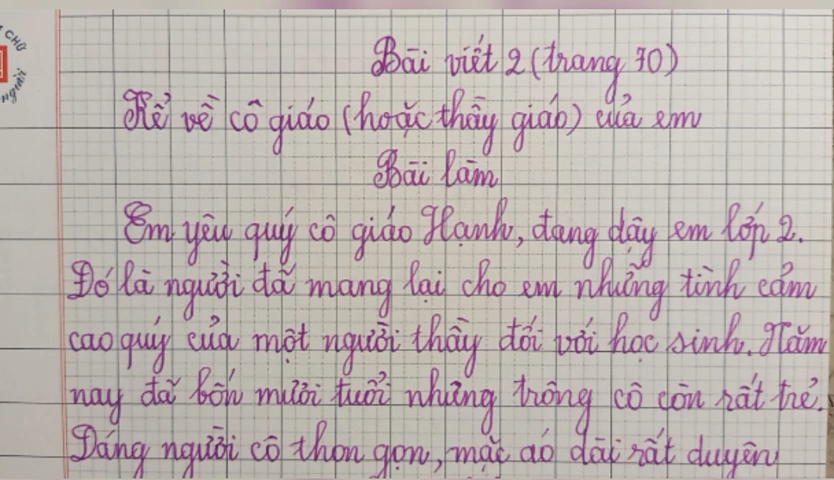 CHỮ
người
Bài viết 2 (trang 70)
Kể về cô giáo (hoặc thầy giáo) của em
Bài làm
Em yêu quý cô giáo Hạnh, đang dậy em lớp 2.
Đó là người đã mang lại cho em những tình cảm
cao quý của một người thầy đối với học sinh. Năm
nay đã bốn mươi tuổi nhưng trông cô còn rất trẻ.
Dáng người cô thon gọn, mặc áo dài rất duyên